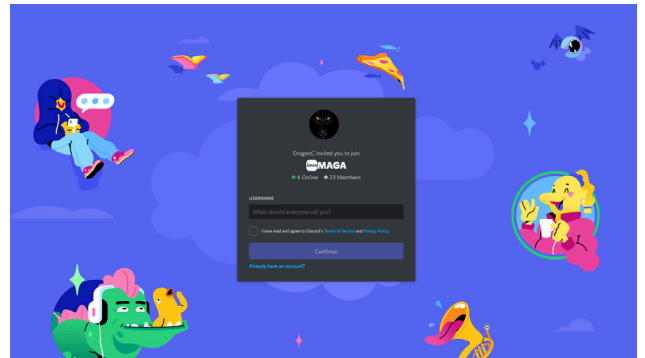 DragonC invited you to join
MAGA
4 Online 23 Members
USERNAME
What should everyone call you?
I have read and agree to Discord's Terms of Service and Privacy Policy.
Continue
Already have an account?